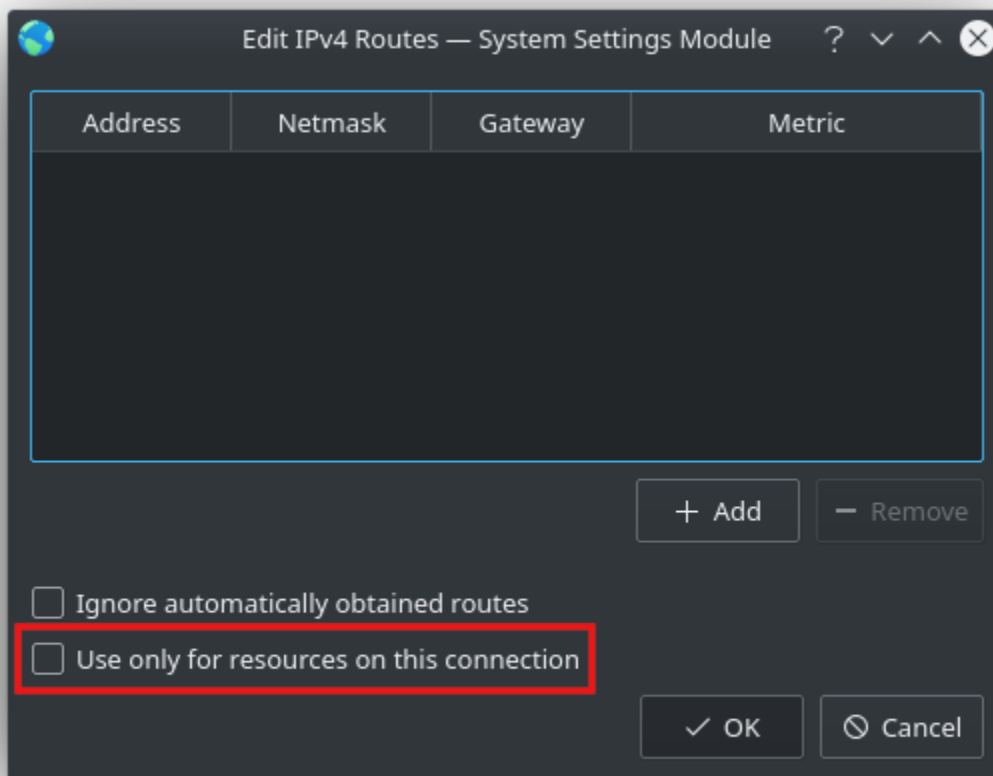 Edit IPv4 Routes — System Settings Module
Address Netmask Gateway Metric
+ Add − Remove
Ignore automatically obtained routes
Use only for resources on this connection
OK Cancel